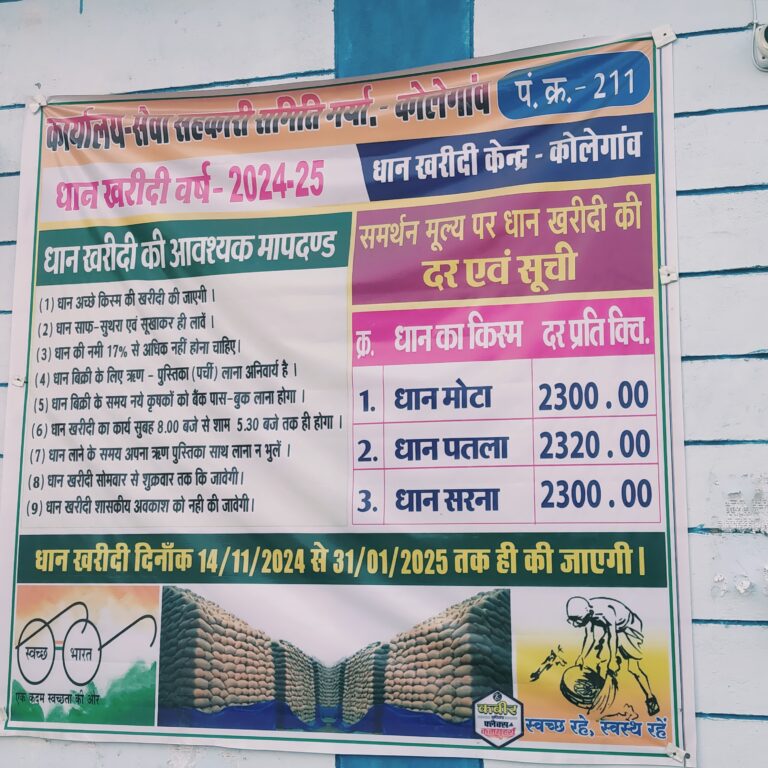 कार्यालय-सेवा सहकारी समिति मर्या. - कोलेगांव
पं. क्र.- 211
धान खरीदी वर्ष - 2024-25
धान खरीदी केन्द्र - कोलेगांव
धान खरीदी की आवश्यक मापदण्ड
(1) धान अच्छे किस्म की खरीदी की जाएगी ।
(2) धान साफ-सुथरा एवं सूखाकर ही लावें ।
(3) धान की नमी 17% से अधिक नहीं होना चाहिए।
(4) धान बिक्री के लिए ऋण - पुस्तिका (पर्ची) लाना अनिवार्य है ।
(5) धान बिक्री के समय नये कृषकों को बैंक पास-बुक लाना होगा ।
(6) धान खरीदी का कार्य सुबह 8.00 बजे से शाम 5.30 बजे तक ही होगा ।
(7) धान लाने के समय अपना ऋण पुस्तिका साथ लाना न भुलें ।
(8) धान खरीदी सोमवार से शुक्रवार तक कि जावेगी।
(9) धान खरीदी शासकीय अवकाश को नही की जावेगी।
समर्थन मूल्य पर धान खरीदी की
दर एवं सूची
क्र. धान का किस्म दर प्रति क्वि.
1. धान मोटा 2300.00
2. धान पतला 2320.00
3. धान सरना 2300.00
धान खरीदी दिनाँक 14/11/2024 से 31/01/2025 तक ही की जाएगी ।
स्वच्छ भारत
एक कदम स्वच्छता की ओर
कबीर
फ्लेक्स
स्वच्छ रहे, स्वस्थ रहें